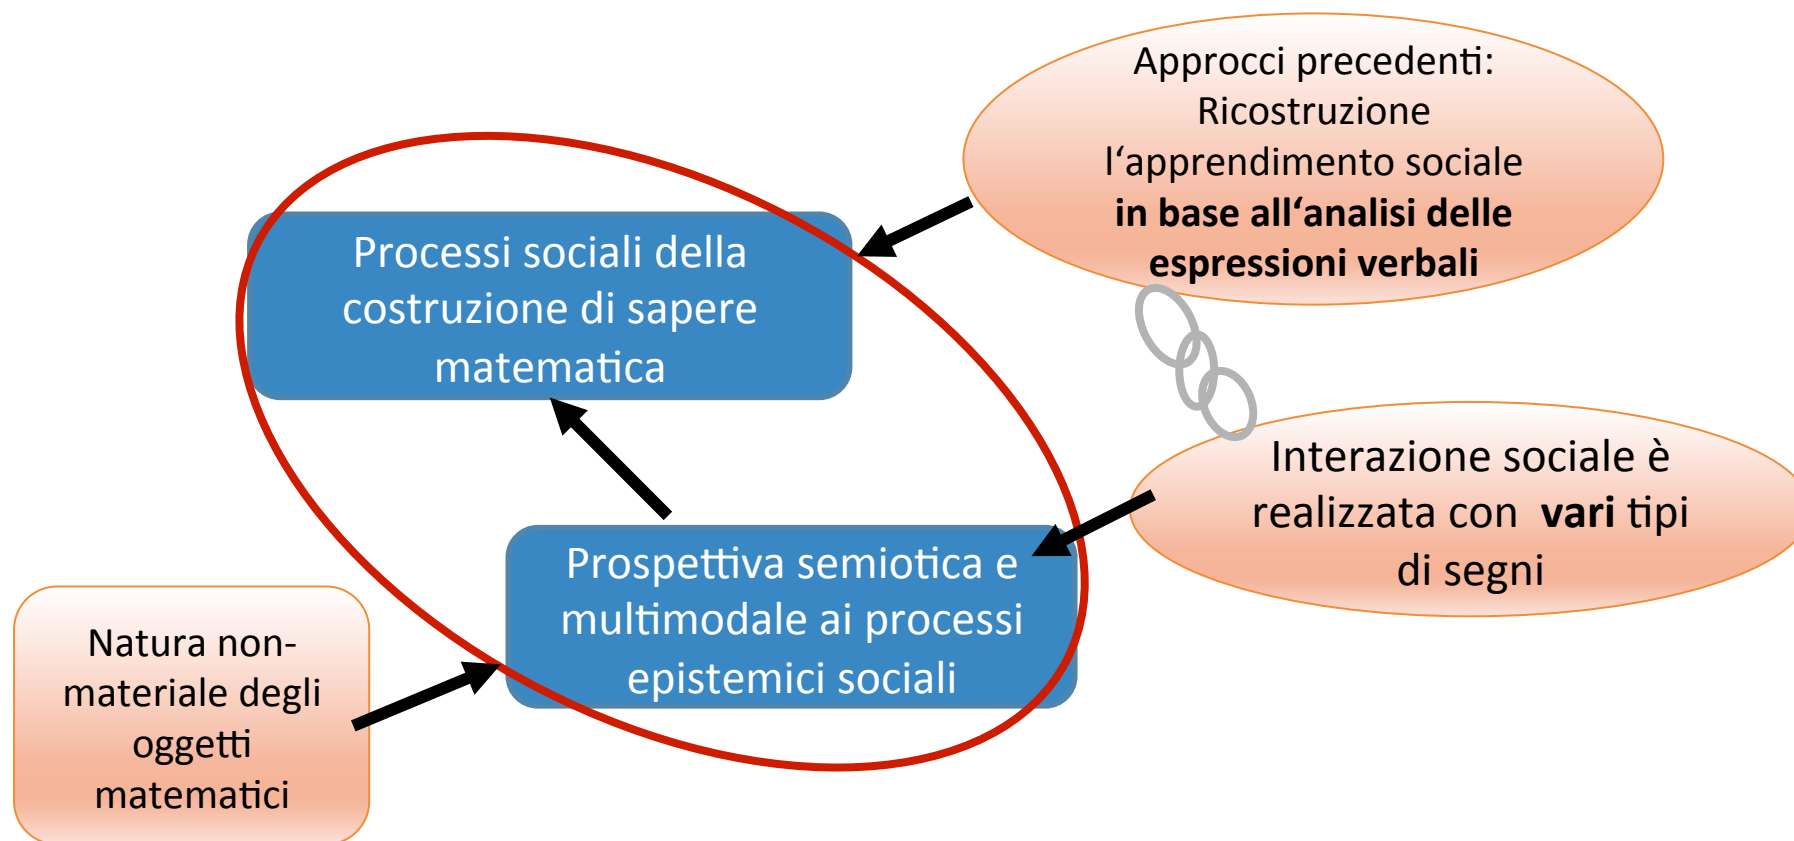 Approcci precedenti:
Ricostruzione
l‘apprendimento sociale
in base all‘analisi delle
espressioni verbali
Processi sociali della
costruzione di sapere
matematica
Interazione sociale è
realizzata con vari tipi
di segni
Prospettiva semiotica e
multimodale ai processi
epistemici sociali
Natura non-
materiale degli
oggetti
matematici